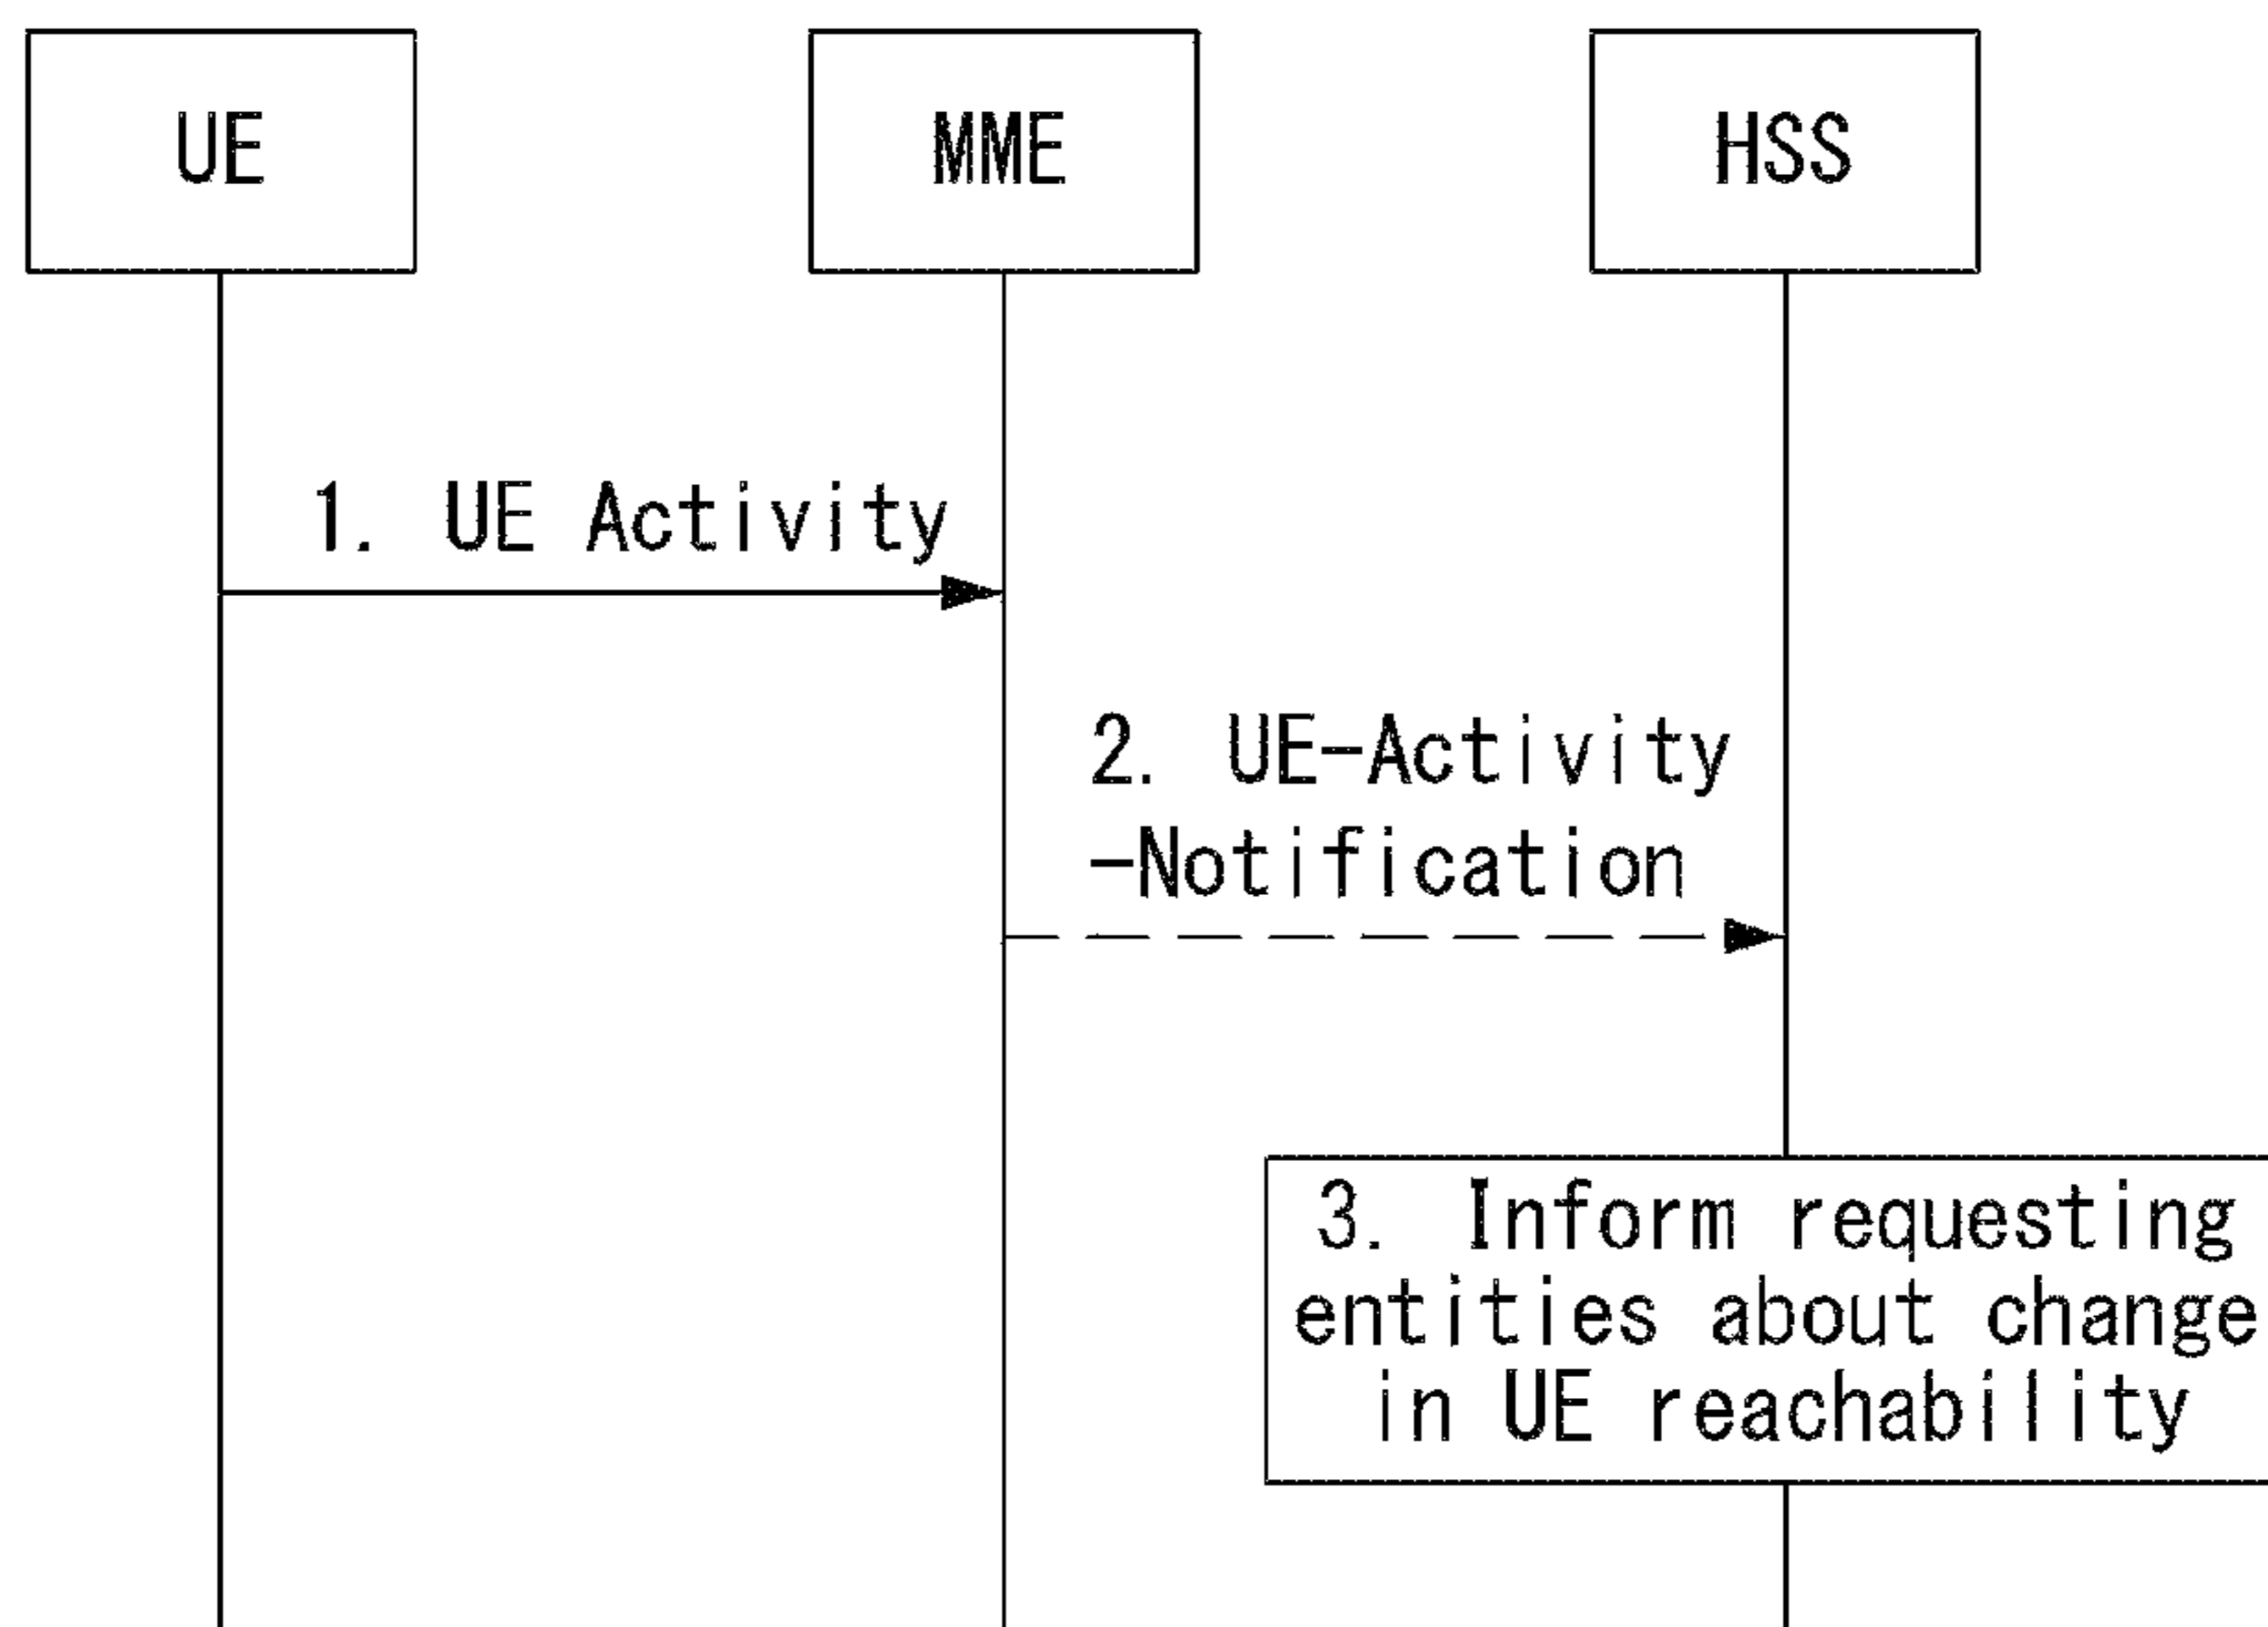 UE
MME
HSS
1. UE Activity
2. UE-Activity
-Notification
3. Inform requesting
entities about change
in UE reachability